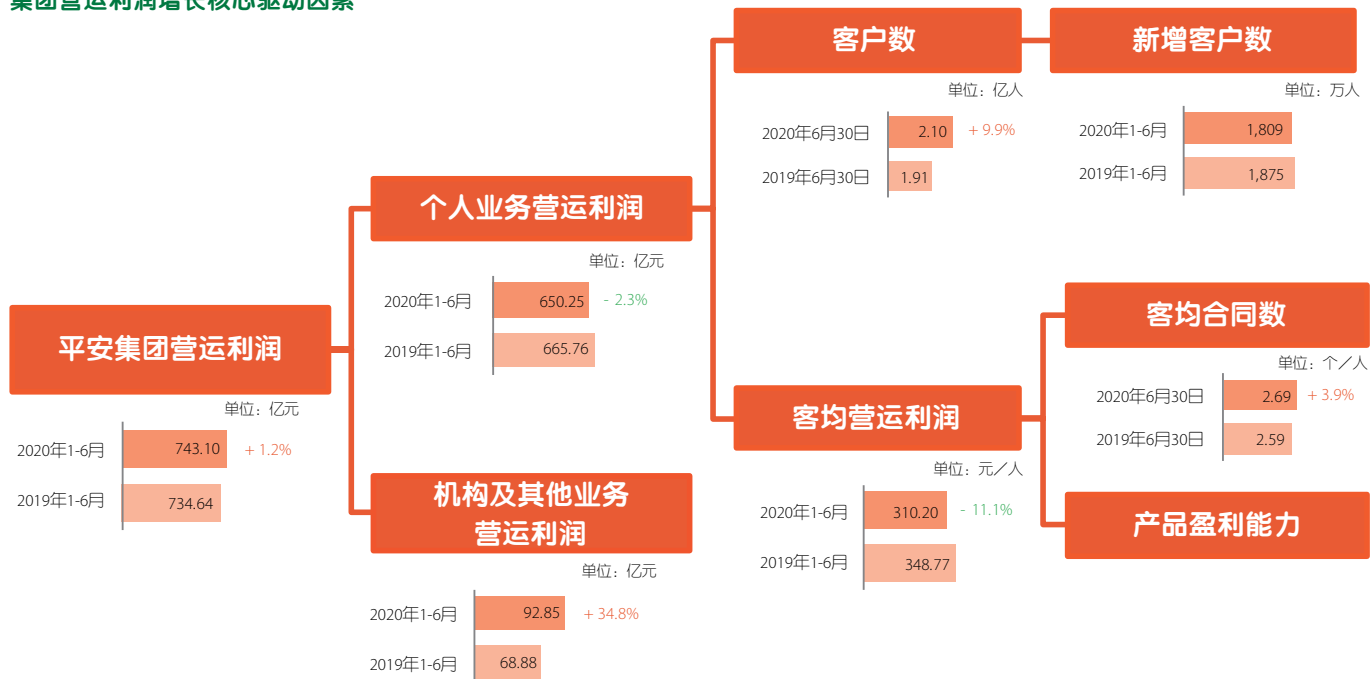 集团营运利润增长核心驱动因素
平安集团营运利润
单位：亿元
2020年1-6月 743.10 + 1.2%
2019年1-6月 734.64
个人业务营运利润
单位：亿元
2020年1-6月 650.25 - 2.3%
2019年1-6月 665.76
机构及其他业务
营运利润
单位：亿元
2020年1-6月 92.85 + 34.8%
2019年1-6月 68.88
客户数
单位：亿人
2020年6月30日 2.10 + 9.9%
2019年6月30日 1.91
新增客户数
单位：万人
2020年1-6月 1,809
2019年1-6月 1,875
客均营运利润
单位：元／人
2020年1-6月 310.20 - 11.1%
2019年1-6月 348.77
客均合同数
单位：个／人
2020年6月30日 2.69 + 3.9%
2019年6月30日 2.59
产品盈利能力